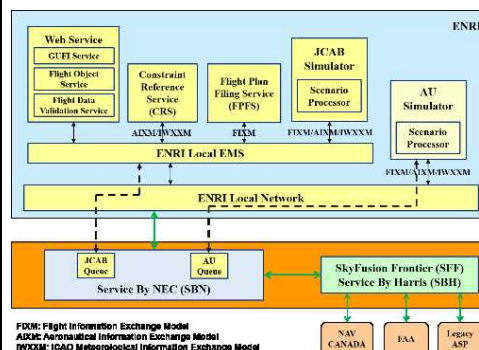 ENRI
Web Service
GUFI Service
Flight Object
Service
Flight Data
Validation Service
Constraint
Reference
Service
(CRS)
Flight Plan
Filing Service
(FPFS)
JCAB
Simulator
Scenario
Processor
AU
Simulator
Scenario
Processor
AIXM/IWXXM
FIXM
FIXM/AIXM/IWXXM
ENRI Local EMS
FIXM/AIXM/IWXXM
ENRI Local Network
JCAB
Queue
AU
Queue
Service By NEC (SBN)
SkyFusion Frontier (SFF)
Service By Harris (SBH)
FIXM: Flight Information Exchange Model
AIXM: Aeronautical Information Exchange Model
IWXXM: ICAO Meteorological Information Exchange Model
NAV
CANADA
FAA
Legacy
ASP